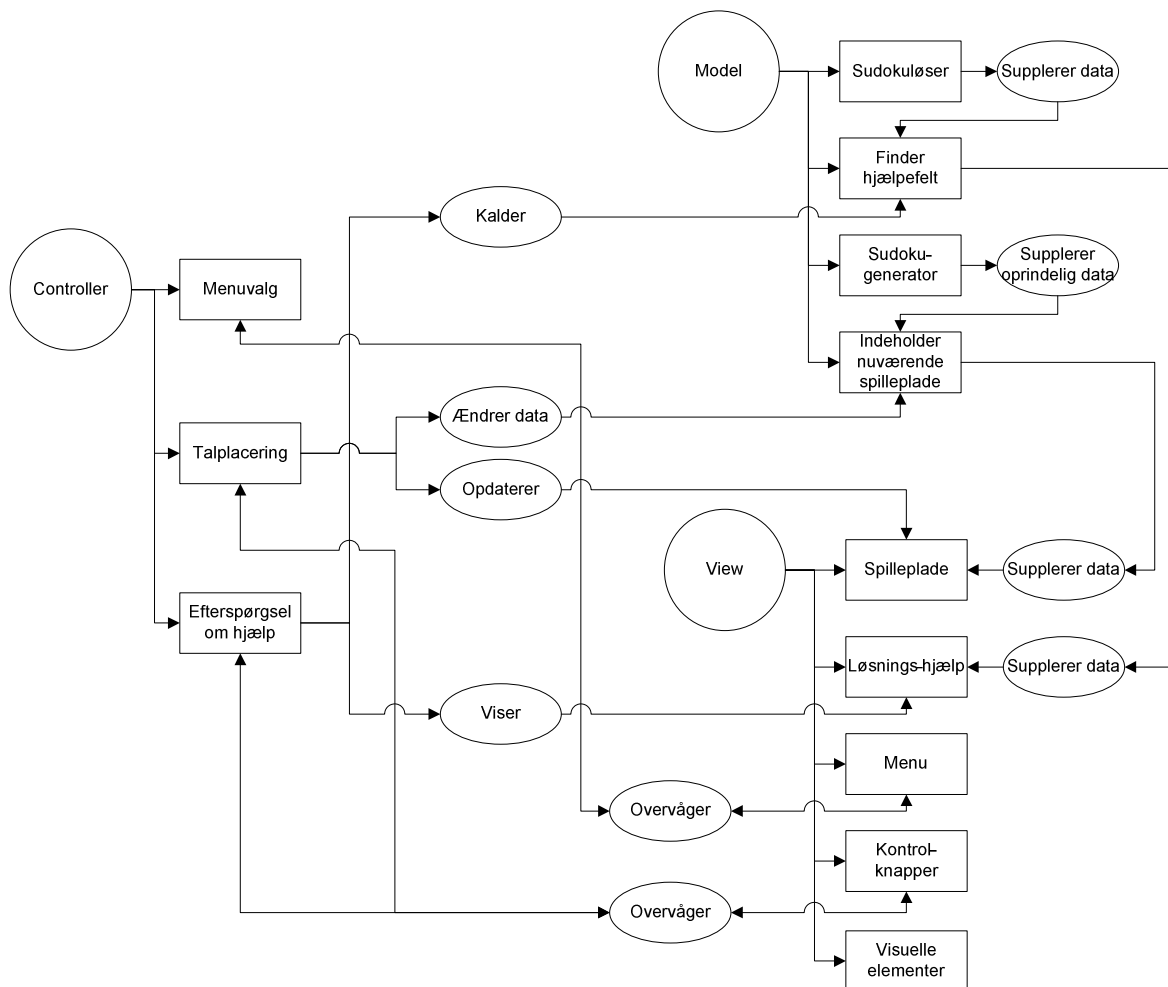 Model
Sudokuløser
Supplerer data
Finder
hjælpefelt
Kalder
Controller
Menuvalg
Sudoku-
generator
Supplerer
oprindelig data
Indeholder
nuværende
spilleplade
Ændrer data
Talplacering
Opdaterer
View
Spilleplade
Supplerer data
Efterspørgsel
om hjælp
Løsnings-hjælp
Supplerer data
Viser
Menu
Overvåger
Kontrol-
knapper
Overvåger
Visuelle
elementer